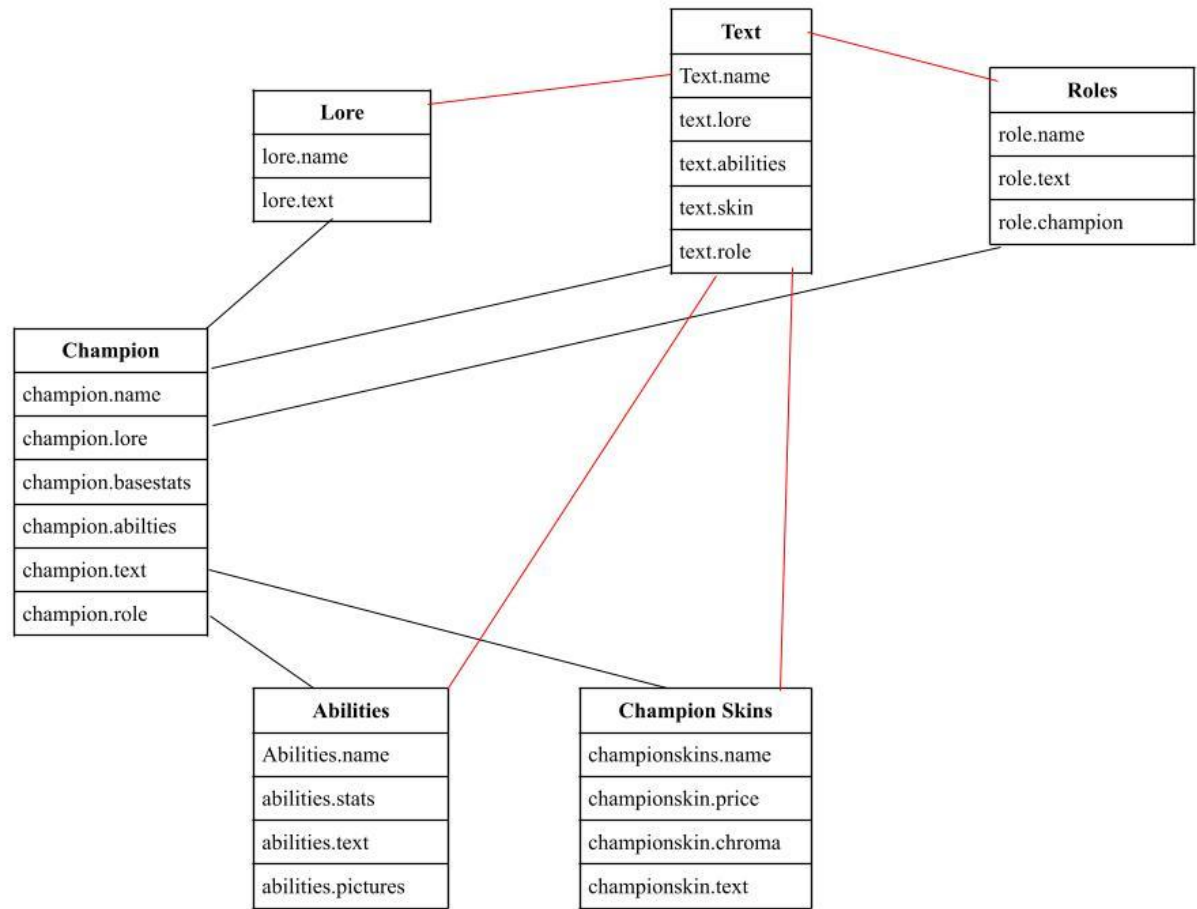 Text
Text.name
text.lore
text.abilities
text.skin
text.role
Roles
role.name
role.text
role.champion
Lore
lore.name
lore.text
Champion
champion.name
champion.lore
champion.basestats
champion.abilties
champion.text
champion.role
Abilities
Abilities.name
abilities.stats
abilities.text
abilities.pictures
Champion Skins
championskins.name
championskin.price
championskin.chroma
championskin.text